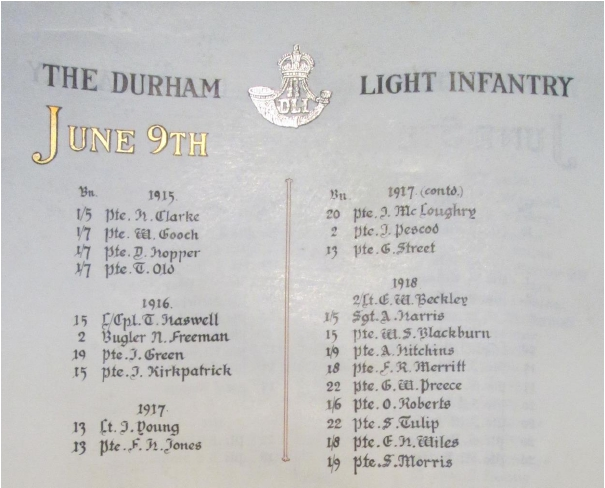 THE DURHAM LIGHT INFANTRY
DLI
JUNE 9TH
Bn. 1915.
1/5 Pte. H. Clarke
1/7 Pte. W. Gooch
1/7 Pte. D. Hopper
1/7 Pte. T. Old
1916.
15 L/Cpl. T. Haswell
2 Bugler N. Freeman
19 Pte. J. Green
15 Pte. J. Kirkpatrick
1917.
13 Lt. J. Young
13 Pte. F. H. Jones
Bn. 1917. (contd.)
20 Pte. J. Mc Loughry
2 Pte. J. Pescod
13 Pte. G. Street
1918
2/Lt. E. W. Beckley
1/5 Sgt. A. Harris
15 Pte. W. S. Blackburn
1/9 Pte. A. Hitchins
18 Pte. F. R. Merritt
22 Pte. G. W. Preece
1/6 Pte. O. Roberts
22 Pte. S. Tulip
1/8 Pte. E. H. Wiles
1/9 Pte. S. Morris